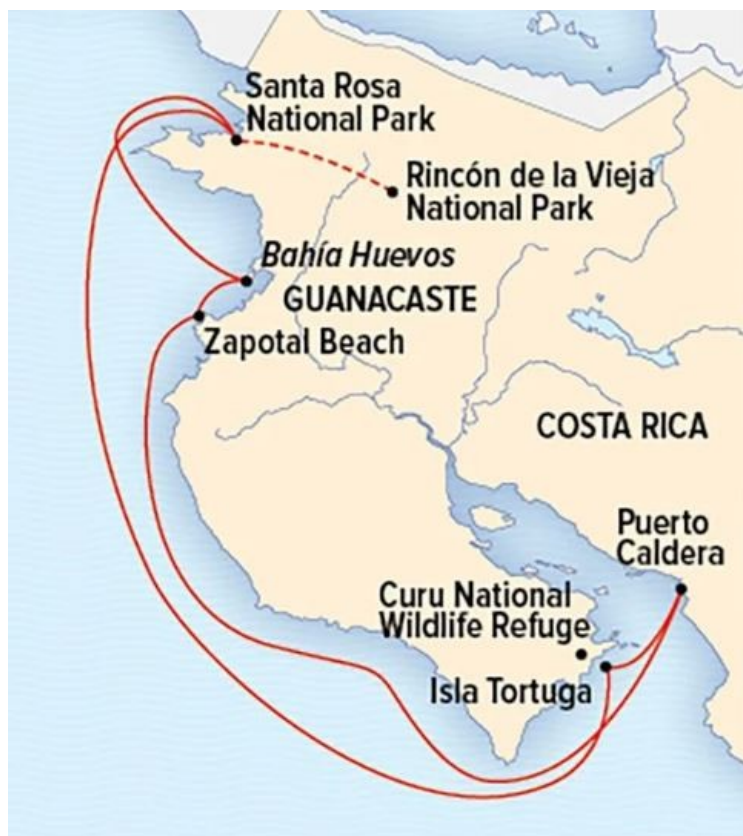 Santa Rosa
National Park
Rincón de la Vieja
National Park
Bahía Huevos
GUANACASTE
Zapotal Beach
COSTA RICA
Puerto
Caldera
Curu National
Wildlife Refuge
Isla Tortuga